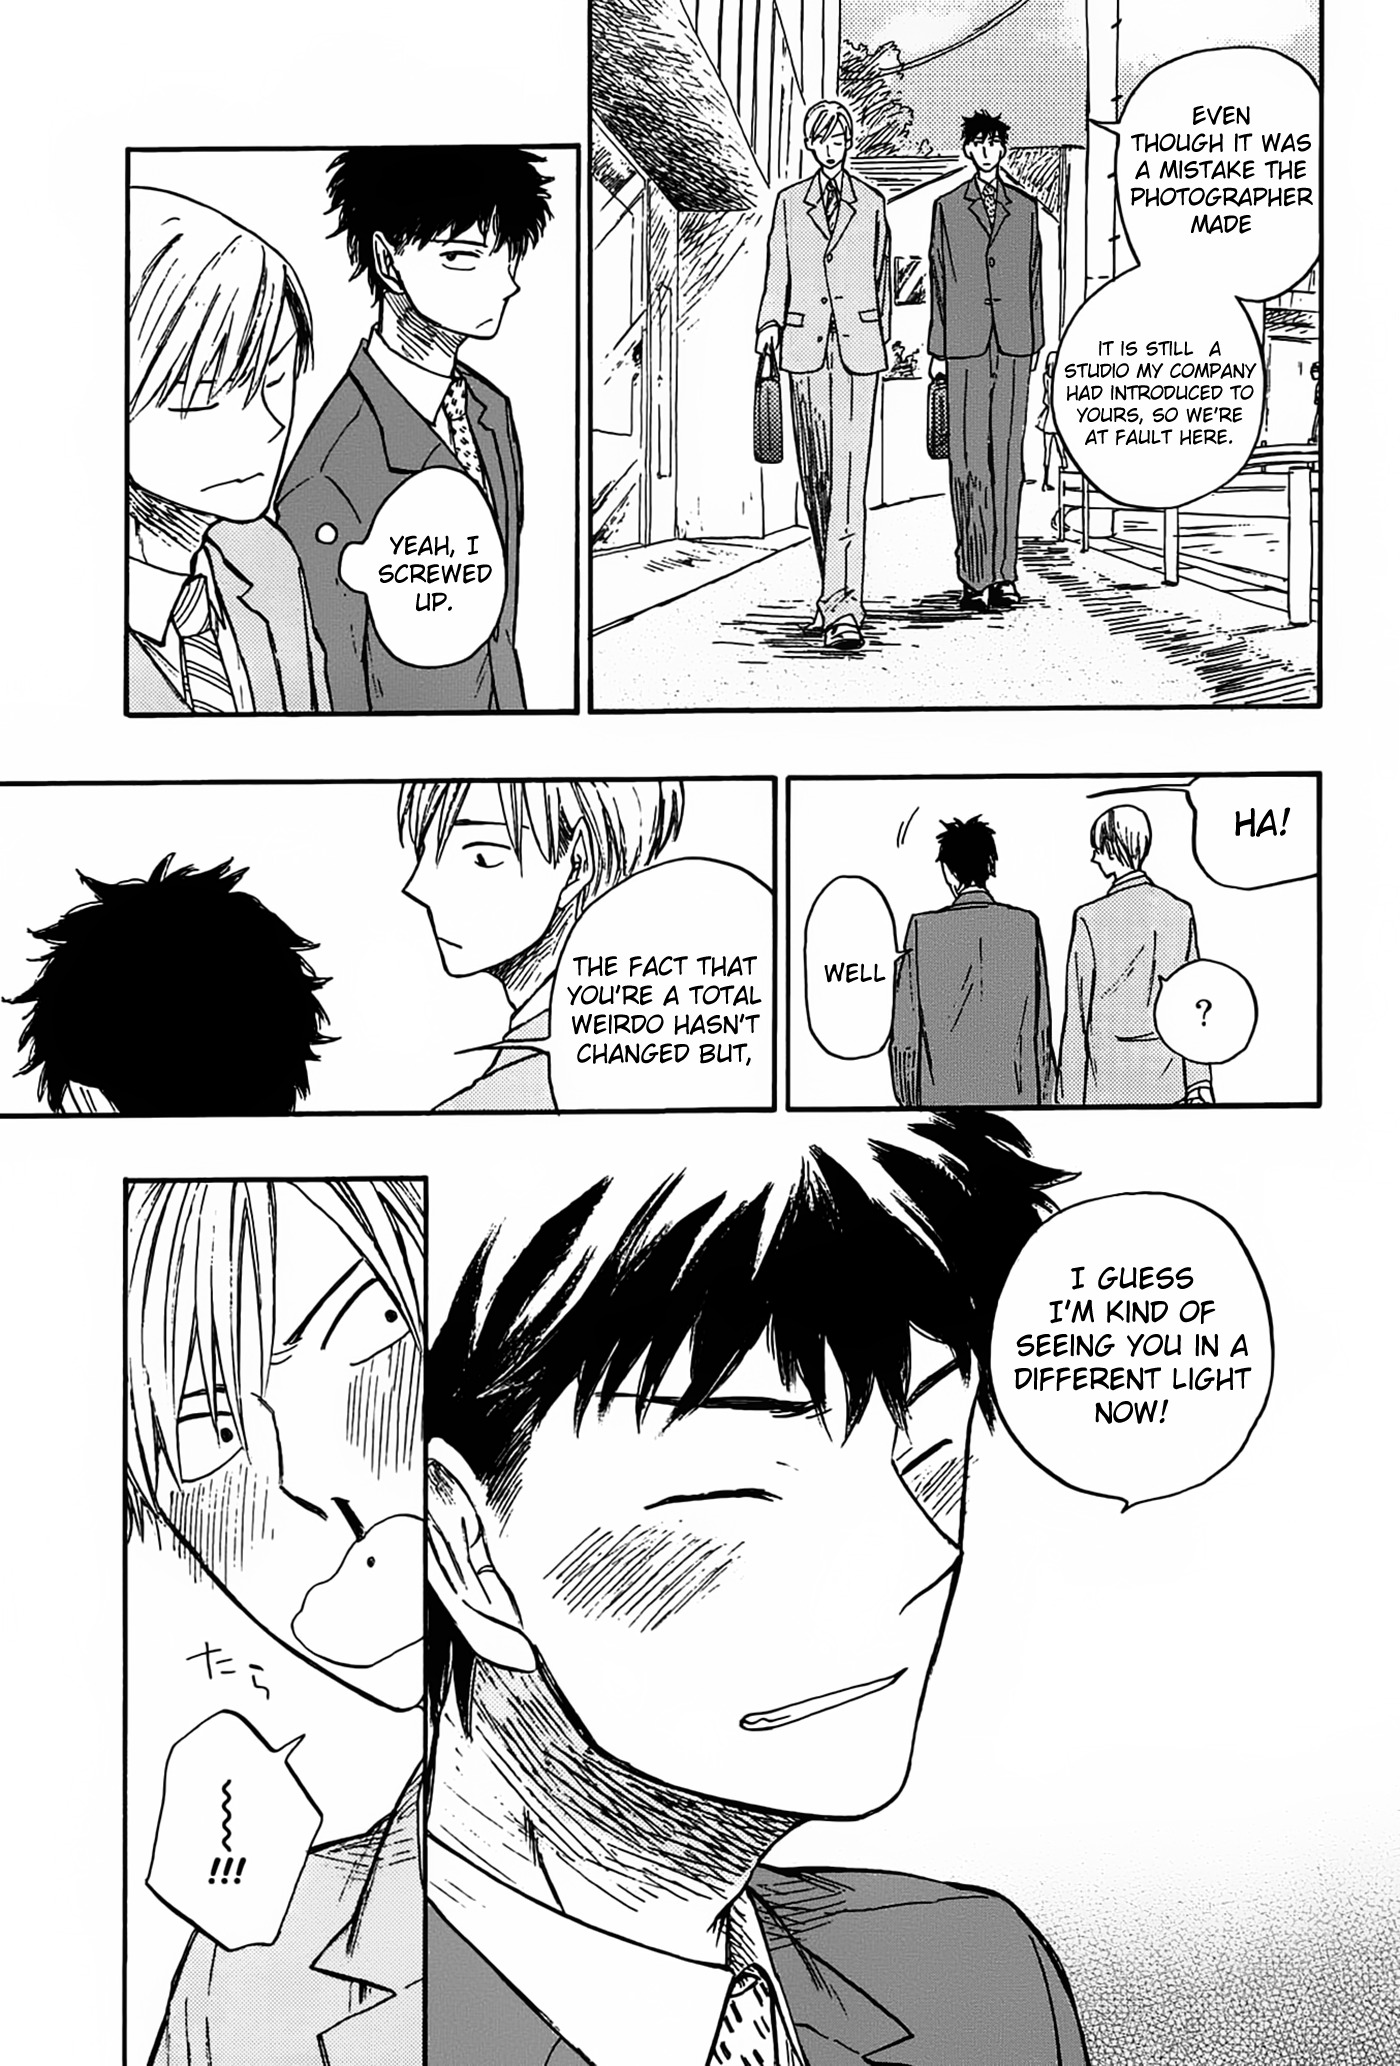 EVEN
THOUGH IT WAS
A MISTAKE THE
PHOTOGRAPHER
MADE
IT IS STILL A
STUDIO MY COMPANY
HAD INTRODUCED TO
YOURS, SO WE'RE
AT FAULT HERE.
YEAH, I
SCREWED
UP.
HA!
?
WELL
THE FACT THAT
YOU'RE A TOTAL
WEIRDO HASN'T
CHANGED BUT,
I GUESS
I'M KIND OF
SEEING YOU IN A
DIFFERENT LIGHT
NOW!
たら
!!!